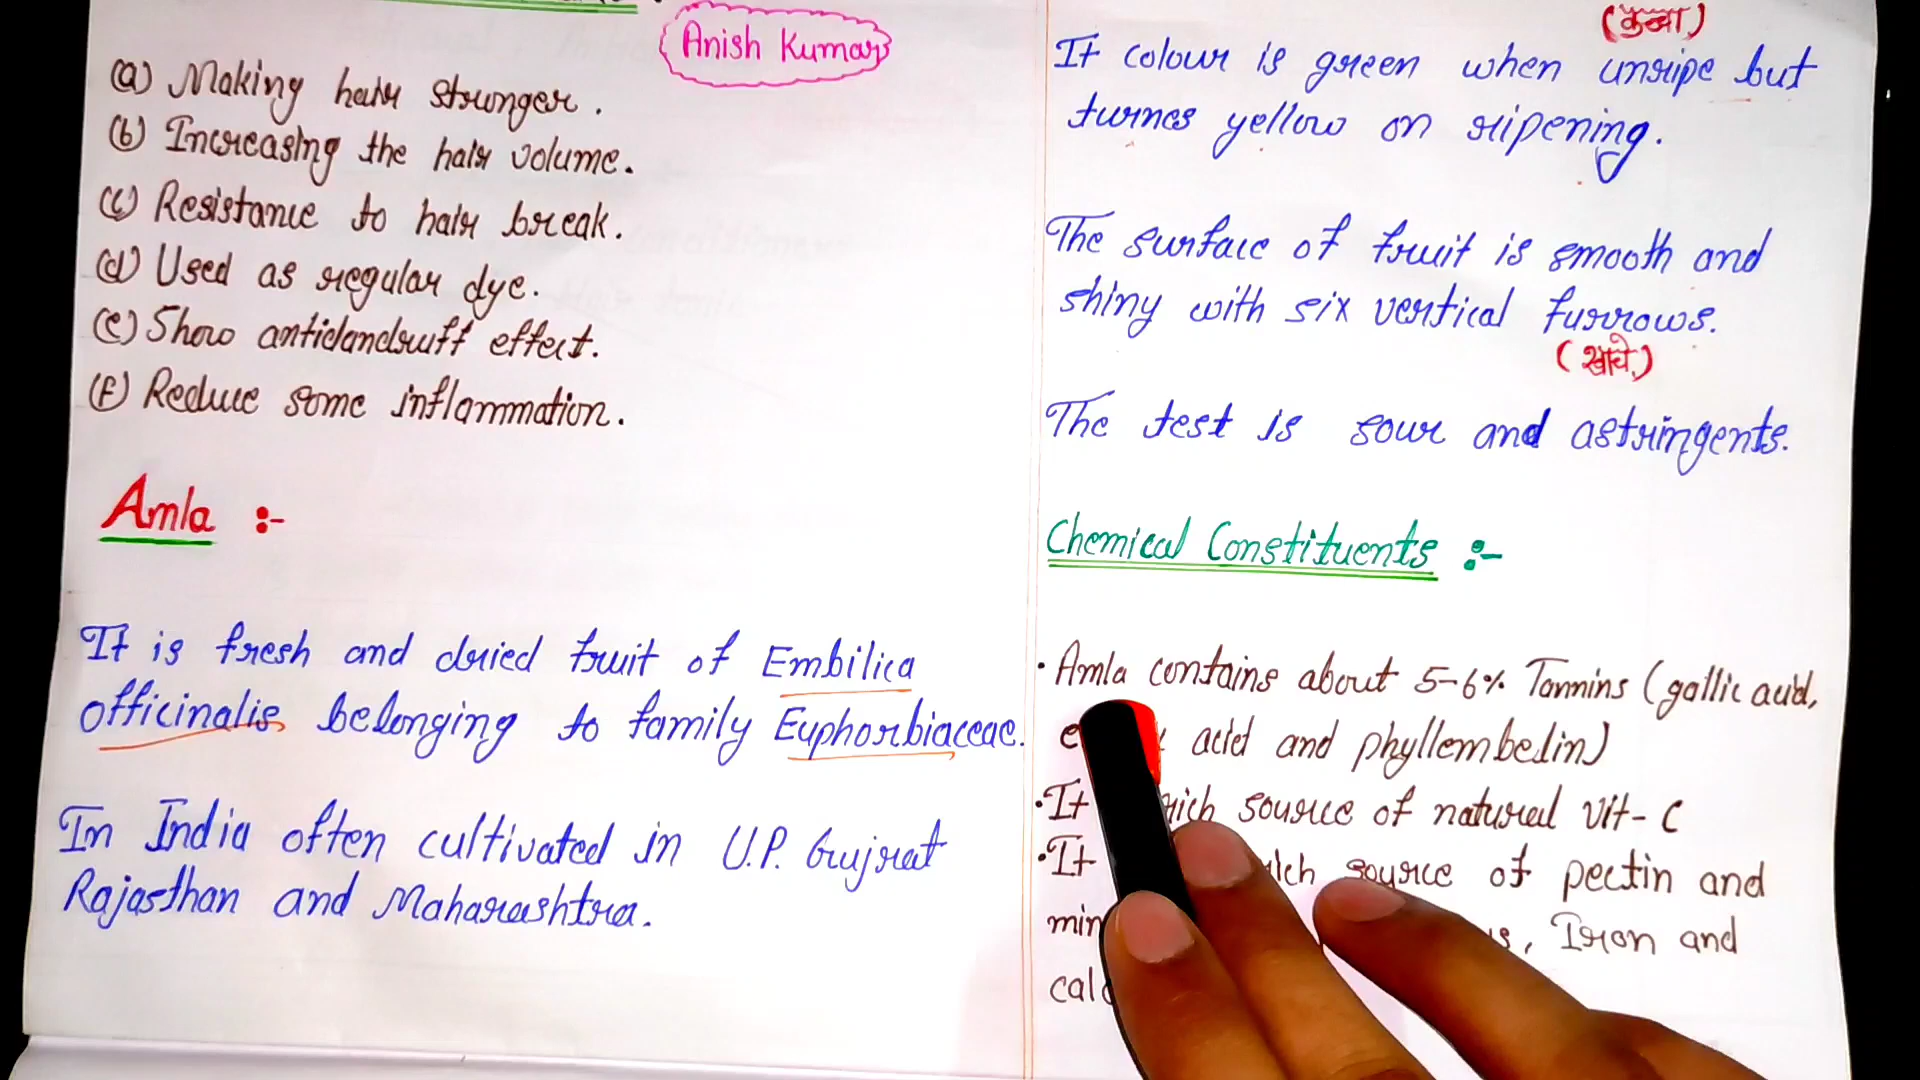 Anish Kumar
(a) Making hair stronger.
(b) Increasing the hair volume.
(c) Resistance to hair break.
(d) Used as regular dye.
(e) Show antidandruff effect.
(f) Reduce some inflammation.
Amla :-
It is fresh and dried fruit of Embilica
officinalis belonging to family Euphorbiaceae.
In India often cultivated in U.P. Gujrat
Rajasthan and Maharashtra.
(कच्चा)
It colour is green when unripe but
turnes yellow on ripening.
The surface of fruit is smooth and
shiny with six vertical furrows.
(खांचे)
The test is sour and astringents.
Chemical Constituents :-
• Amla contains about 5-6% Tannins (gallic acid,
acid and phyllembelin)
• It rich source of natural Vit-C
• It source of pectin and
, Iron and